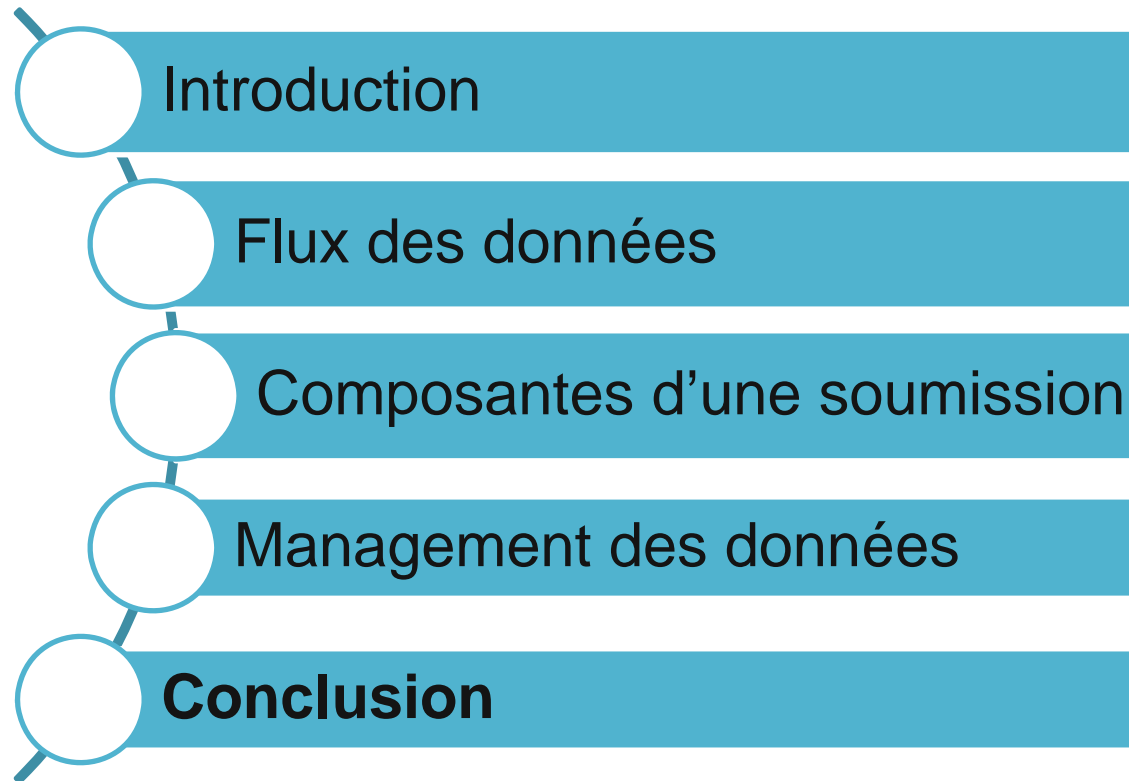 Introduction
Flux des données
Composantes d’une soumission
Management des données
Conclusion